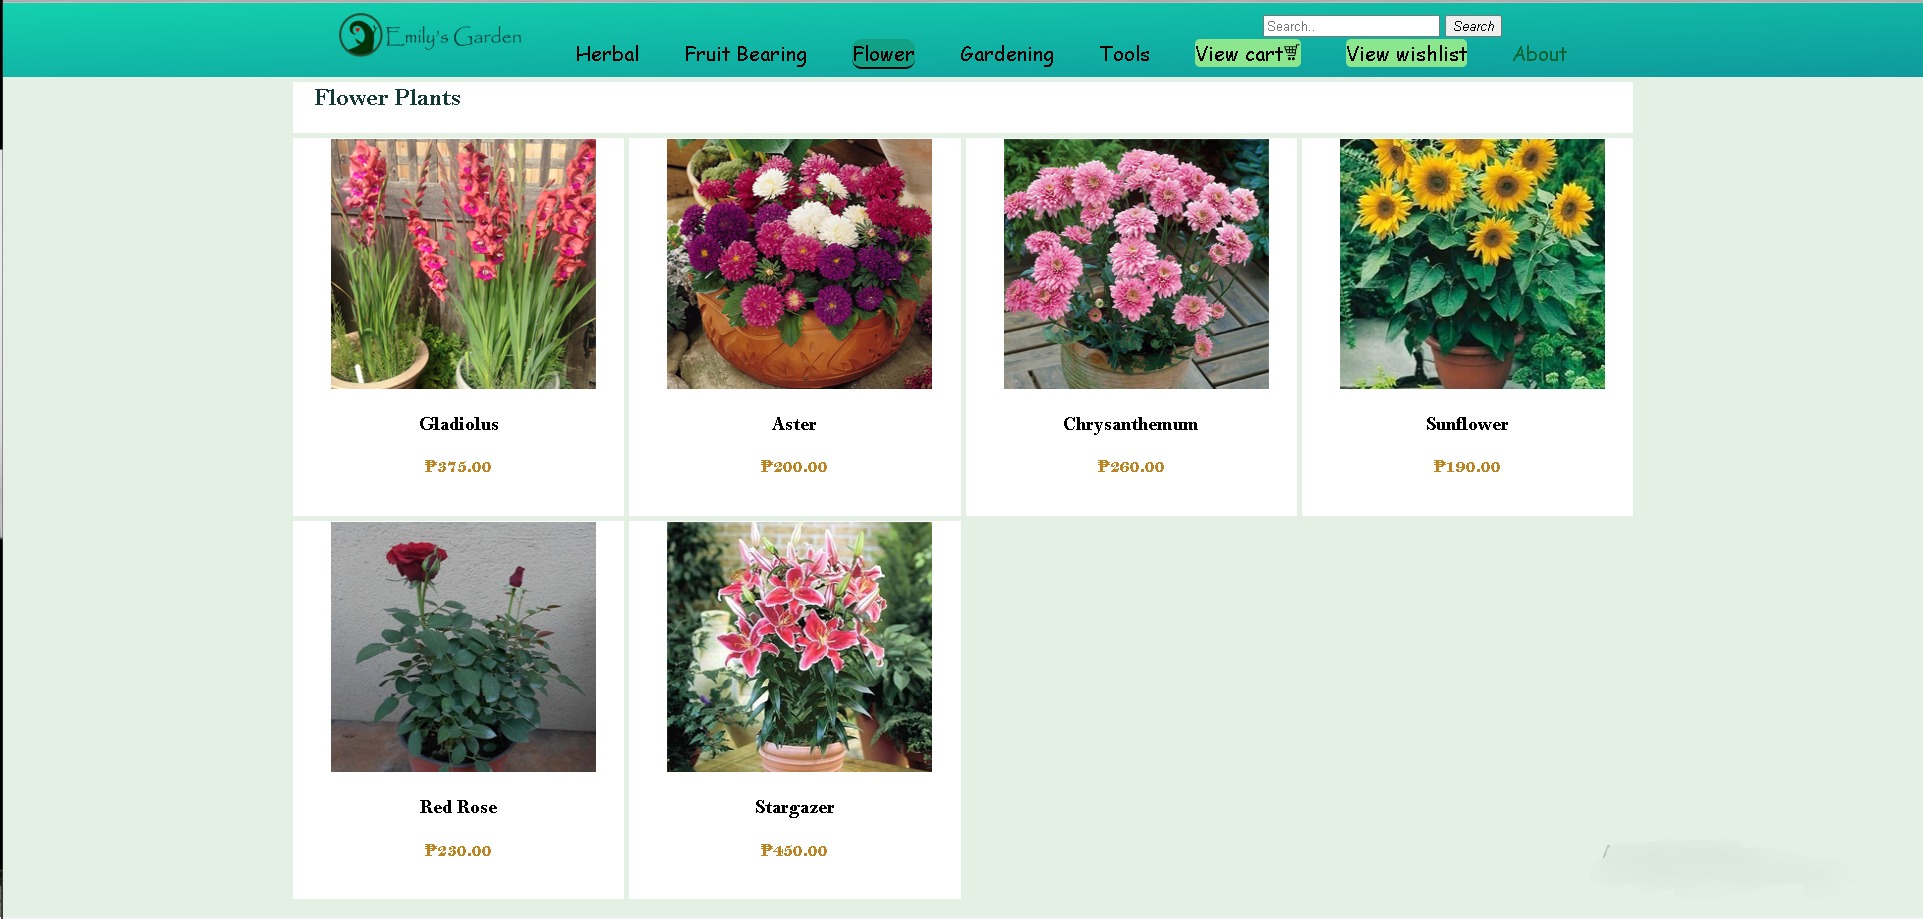 Emily's Garden
Search..
Search
Herbal
Fruit Bearing
Flower
Gardening
Tools
View cart
View wishlist
About
Flower Plants
Gladiolus
Aster
Chrysanthemum
Sunflower
₱375.00
₱200.00
₱260.00
₱190.00
Red Rose
Stargazer
₱230.00
₱450.00